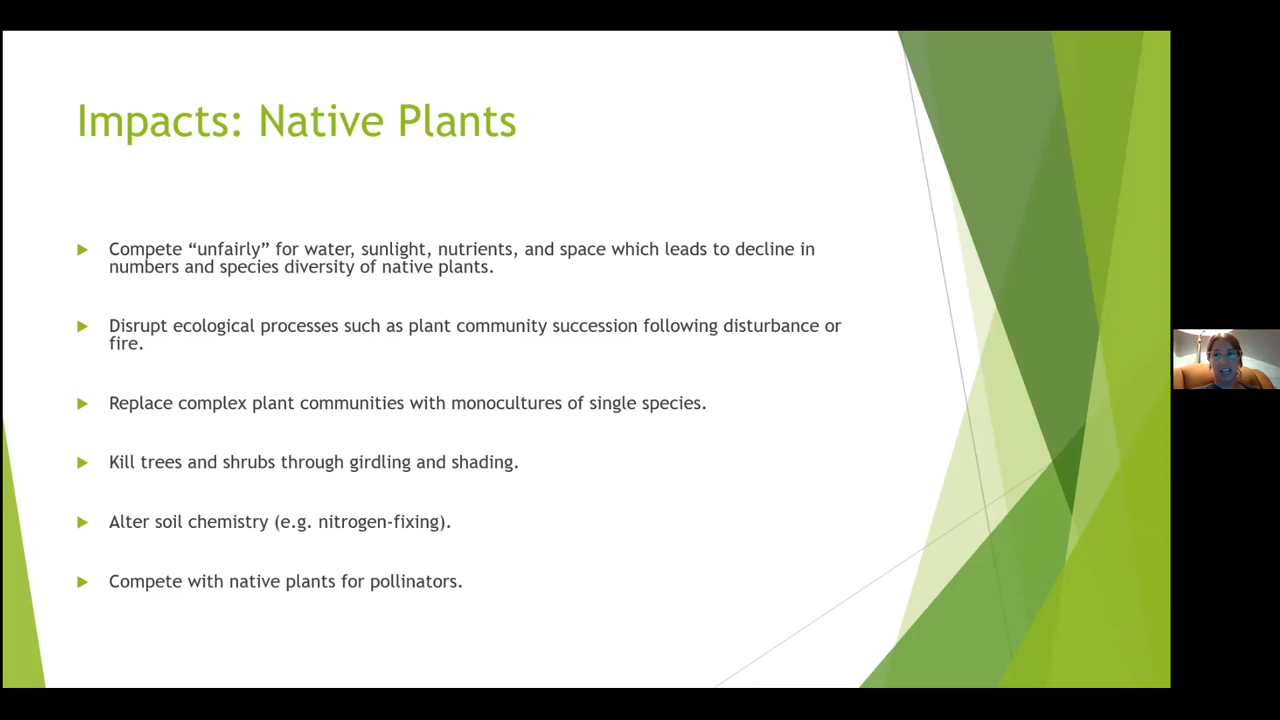 Impacts: Native Plants
Compete “unfairly” for water, sunlight, nutrients, and space which leads to decline in
numbers and species diversity of native plants.
Disrupt ecological processes such as plant community succession following disturbance or
fire.
Replace complex plant communities with monocultures of single species.
Kill trees and shrubs through girdling and shading.
Alter soil chemistry (e.g. nitrogen-fixing).
Compete with native plants for pollinators.